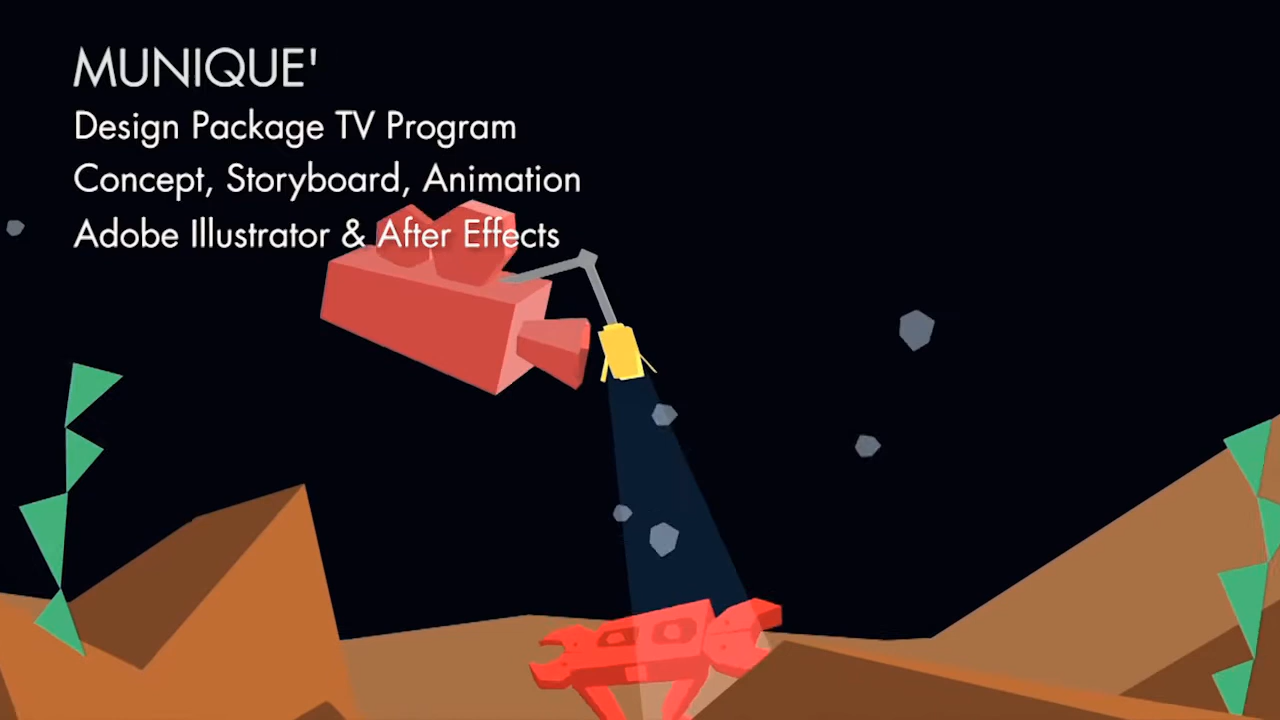 MUNIQUE'
Design Package TV Program
Concept, Storyboard, Animation
Adobe Illustrator & After Effects